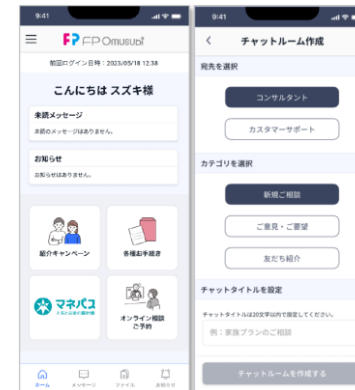 9:41
FP FP Omusubi
前回ログイン日時：2023/05/18 12:38
こんにちは スズキ様
未読メッセージ
未読のメッセージはありません。
お知らせ
お知らせはありません。
紹介キャンペーン
各種お手続き
マネパス
オンライン相談
ご予約
ホーム
メッセージ
ファイル
お知らせ
9:41
チャットルーム作成
宛先を選択
コンサルタント
カスタマーサポート
カテゴリを選択
新規ご相談
ご意見・ご要望
友だち紹介
チャットタイトルを設定
チャットタイトルは20文字以内で設定してください。
例：家族プランのご相談
チャットルームを作成する